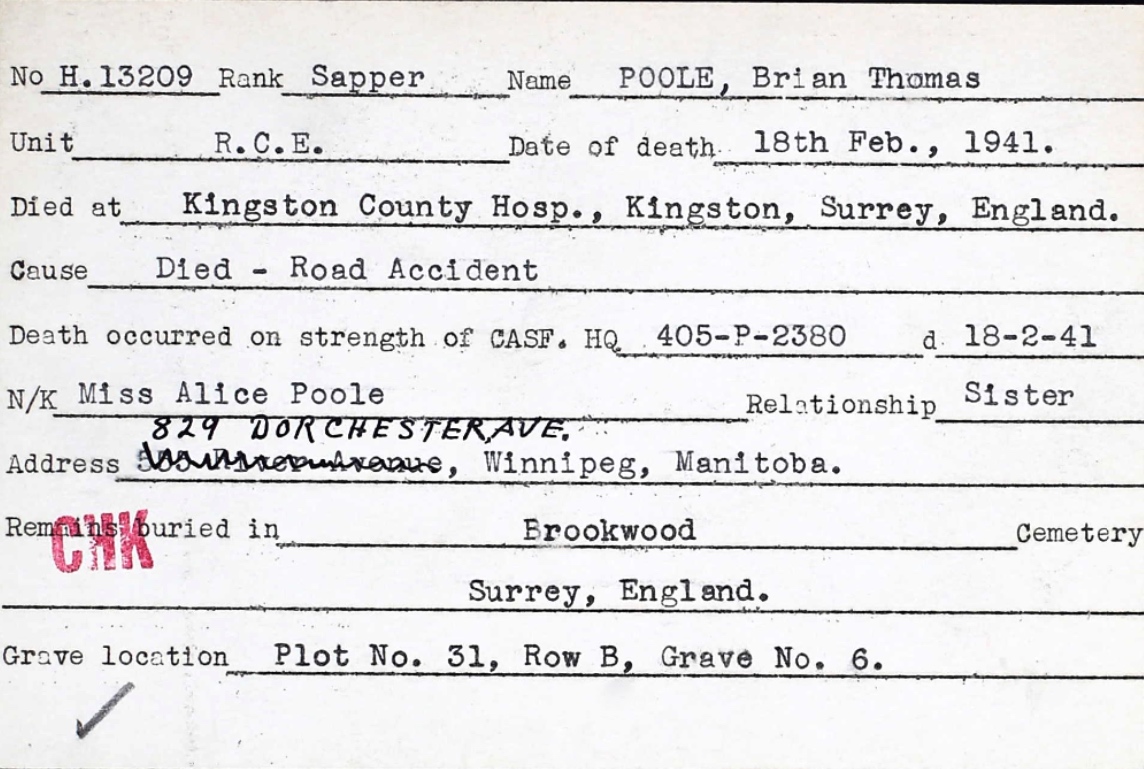 No H.13209 Rank Sapper Name POOLE, Brian Thomas
Unit R.C.E. Date of death 18th Feb., 1941.
Died at Kingston County Hosp., Kingston, Surrey, England.
Cause Died - Road Accident
Death occurred on strength of CASF. HQ 405-P-2380 d 18-2-41
N/K Miss Alice Poole Relationship Sister
829 DORCHESTER, AVE.
Address Avenue, Winnipeg, Manitoba.
Remains buried in Brookwood Cemetery
CHK
Surrey, England.
Grave location Plot No. 31, Row B, Grave No. 6.